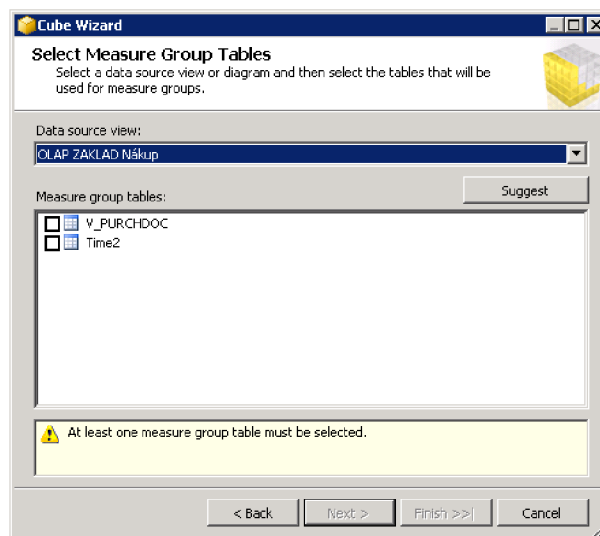 Cube Wizard
Select Measure Group Tables
Select a data source view or diagram and then select the tables that will be
used for measure groups.
Data source view:
OLAP ZAKLAD Nákup
Measure group tables:
Suggest
V_PURCHDOC
Time2
At least one measure group table must be selected.
< Back
Next >
Finish >>|
Cancel